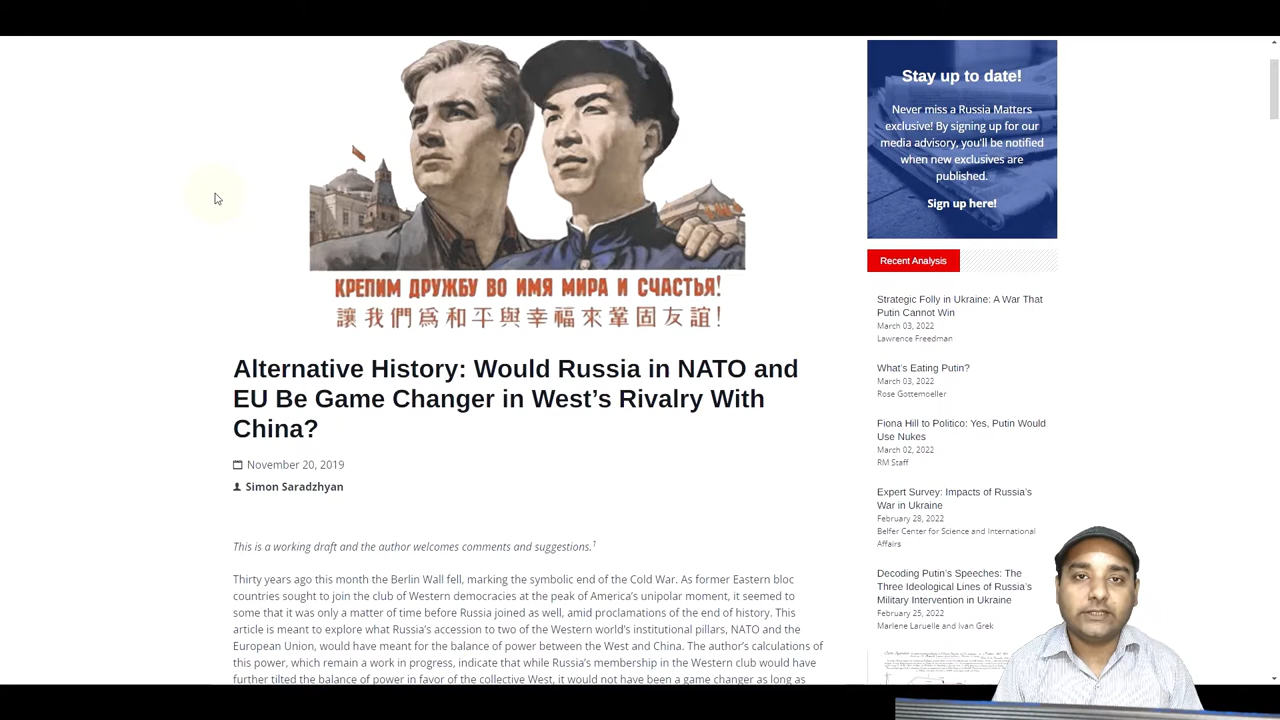 КРЕПИМ ДРУЖБУ ВО ИМЯ МИРА И СЧАСТЬЯ!
讓我們爲和平與幸福來鞏固友誼!
Alternative History: Would Russia in NATO and
EU Be Game Changer in West’s Rivalry With
China?
November 20, 2019
Simon Saradzhyan
This is a working draft and the author welcomes comments and suggestions.1
Thirty years ago this month the Berlin Wall fell, marking the symbolic end of the Cold War. As former Eastern bloc
countries sought to join the club of Western democracies at the peak of America’s unipolar moment, it seemed to
some that it was only a matter of time before Russia joined as well, amid proclamations of the end of history. This
article is meant to explore what Russia’s accession to two of the Western world’s institutional pillars, NATO and the
European Union, would have meant for the balance of power between the West and China. The author’s calculations of
which remain a work in progress, indicate that while Russia’s club would have
further tilted the balance of power in favor of the collective West, it would not have been a game changer as long as
Stay up to date!
Never miss a Russia Matters
exclusive! By signing up for our
media advisory, you'll be notified
when new exclusives are
published.
Sign up here!
Recent Analysis
Strategic Folly in Ukraine: A War That
Putin Cannot Win
March 03, 2022
Lawrence Freedman
What’s Eating Putin?
March 03, 2022
Rose Gottemoeller
Fiona Hill to Politico: Yes, Putin Would
Use Nukes
March 02, 2022
RM Staff
Expert Survey: Impacts of Russia’s
War in Ukraine
February 28, 2022
Belfer Center for Science and International
Affairs
Decoding Putin’s Speeches: The
Three Ideological Lines of Russia’s
Military Intervention in Ukraine
February 25, 2022
Marlene Laruelle and Ivan Grek